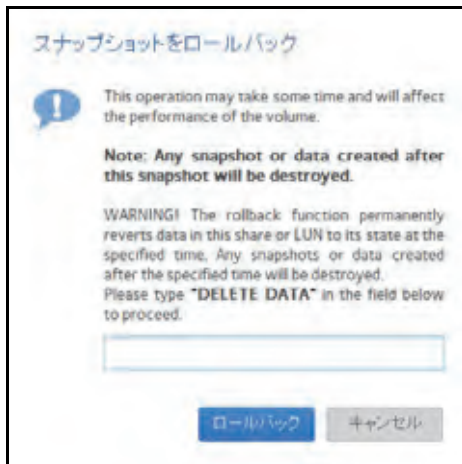 スナップショットをロールバック
This operation may take some time and will affect
the performance of the volume.
Note: Any snapshot or data created after
this snapshot will be destroyed.
WARNING! The rollback function permanently
reverts data in this share or LUN to its state at the
specified time. Any snapshots or data created
after the specified time will be destroyed.
Please type "DELETE DATA" in the field below
to proceed.
ロールバック
キャンセル